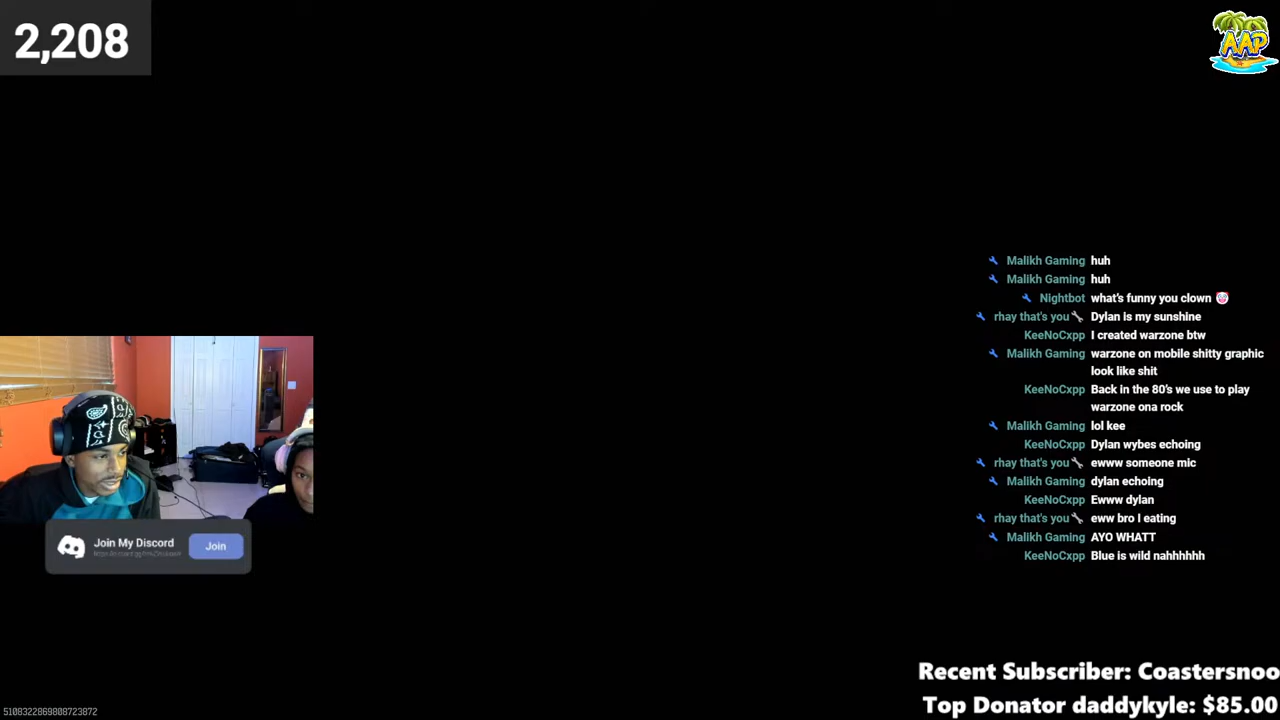 2,208
AAP
Malikh Gaming huh
Malikh Gaming huh
Nightbot what's funny you clown 🤡
rhay that's you🔧 Dylan is my sunshine
KeeNoCxpp I created warzone btw
Malikh Gaming warzone on mobile shitty graphic
look like shit
KeeNoCxpp Back in the 80's we use to play
warzone ona rock
Malikh Gaming lol kee
KeeNoCxpp Dylan wybes echoing
rhay that's you🔧 ewww someone mic
Malikh Gaming dylan echoing
KeeNoCxpp Ewww dylan
rhay that's you🔧 eww bro I eating
Malikh Gaming AYO WHATT
KeeNoCxpp Blue is wild nahhhhhh
Join My Discord
Join
Recent Subscriber: Coastersnoo
Top Donator daddykyle: $85.00
5108322869808723872